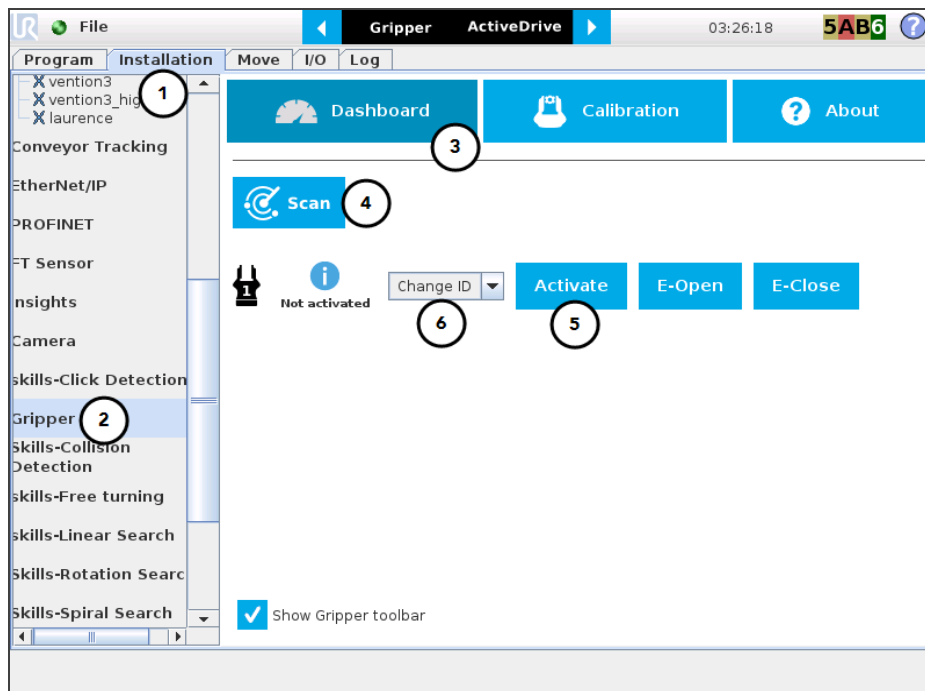 UR File Gripper ActiveDrive 03:26:18 5AB6 ?
Program Installation Move I/O Log
vention3
vention3_hig
laurence
1
Dashboard Calibration ? About
3
Conveyor Tracking
EtherNet/IP
Scan 4
PROFINET
FT Sensor
1 i Not activated Change ID Activate E-Open E-Close
6 5
Insights
Camera
skills-Click Detection
Gripper 2
Skills-Collision
Detection
skills-Free turning
skills-Linear Search
Skills-Rotation Searc
Skills-Spiral Search
Show Gripper toolbar